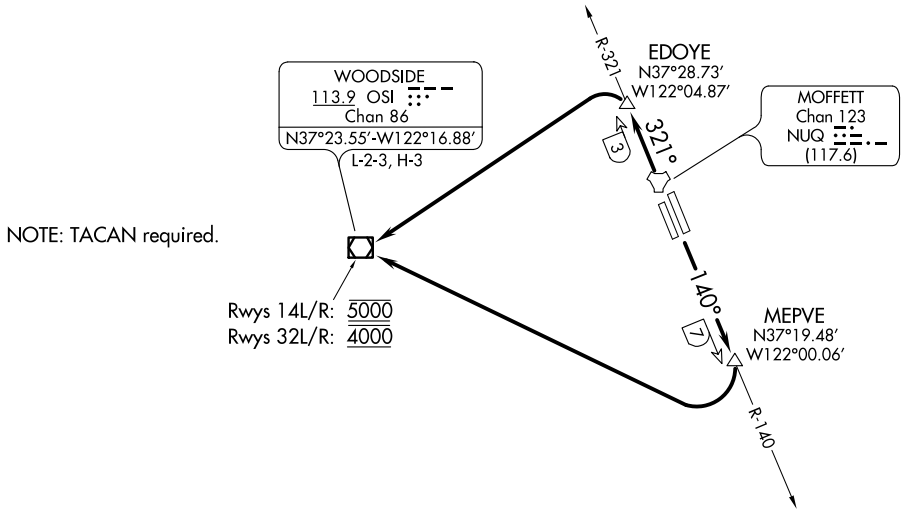 R-321
EDOYE
N37°28.73′
W122°04.87′
WOODSIDE
113.9 OSI
Chan 86
N37°23.55′-W122°16.88′
L-2-3, H-3
MOFFETT
Chan 123
NUQ
(117.6)
321°
3
NOTE: TACAN required.
Rwys 14L/R: 5000
Rwys 32L/R: 4000
140°
7
MEPVE
N37°19.48′
W122°00.06′
R-140